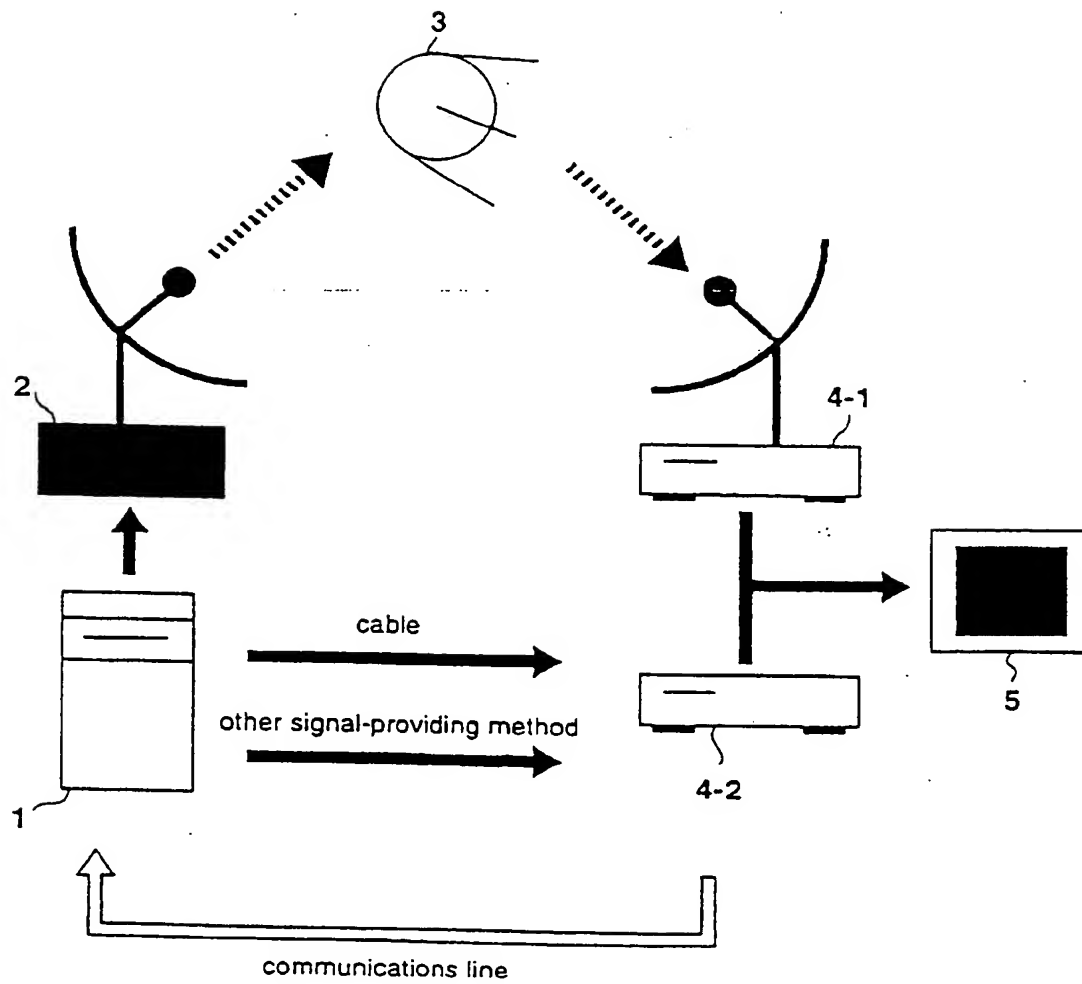 3
2
4-1
cable
5
other signal-providing method
4-2
1
communications line